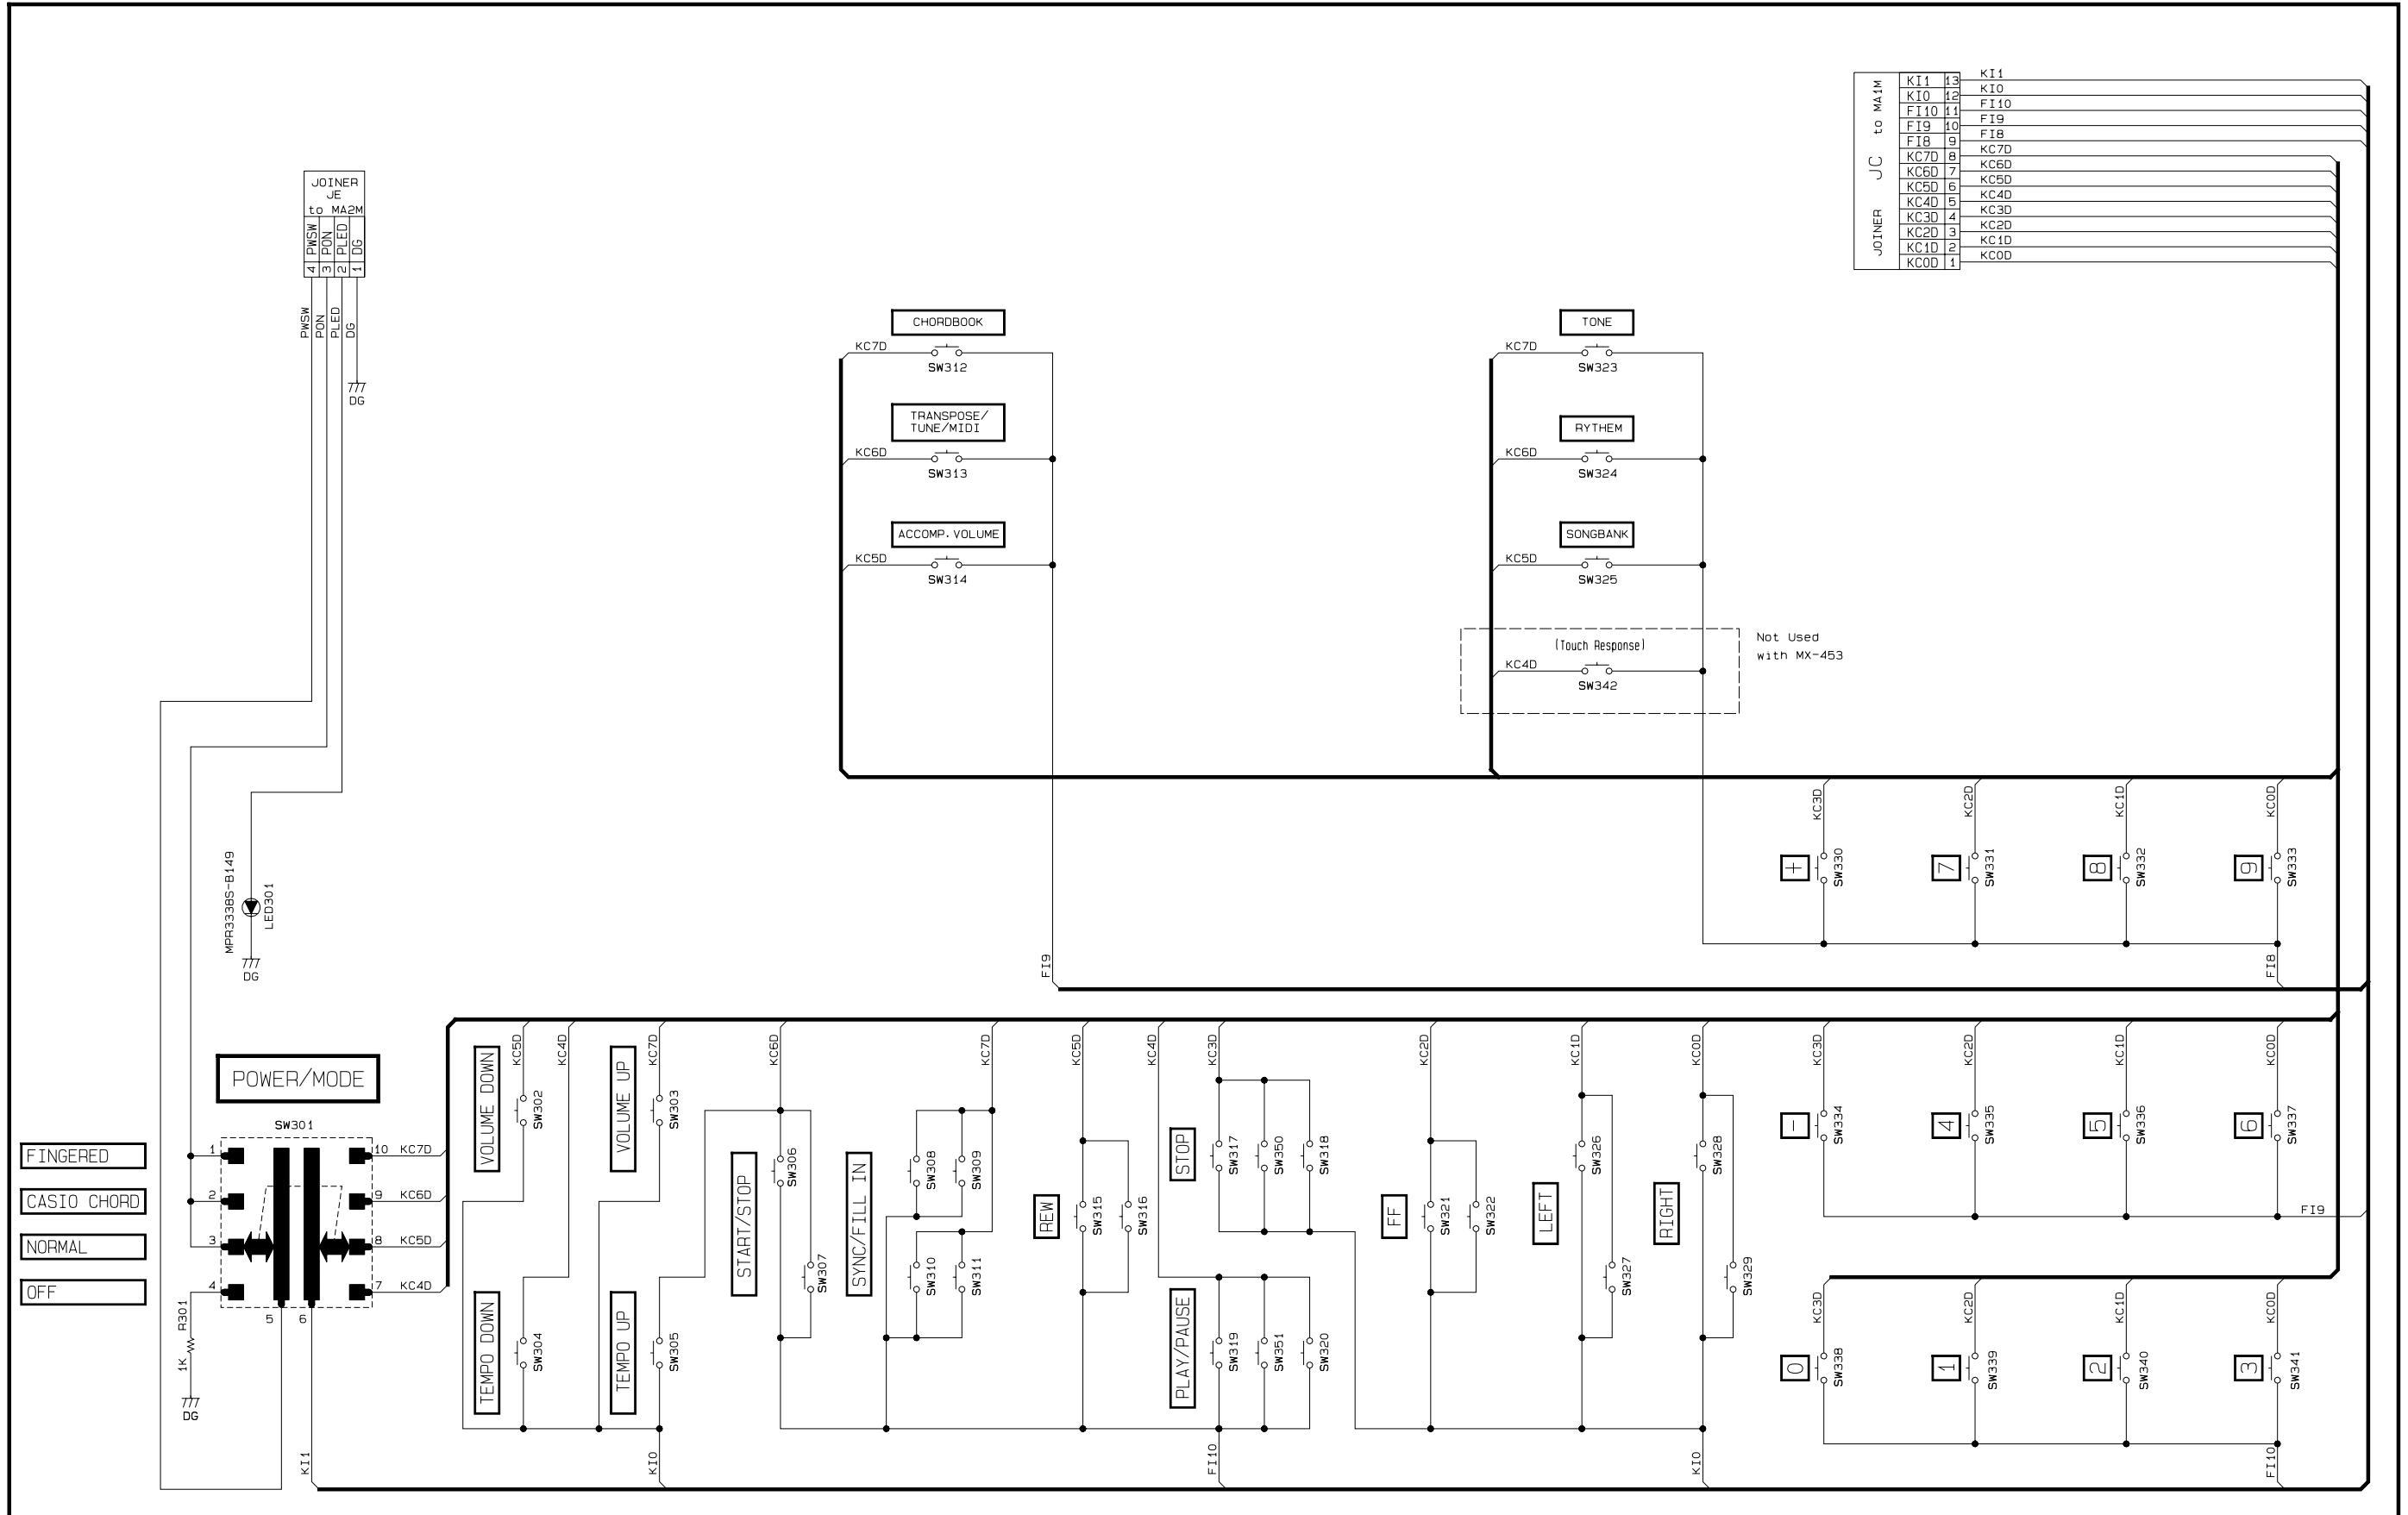 JOINER
JE
to MA2M
4 PWSW
3 PON
2 PLED
1 DG
PWSW
PON
PLED
DG
DG
JOINER JC to MA1M
KI1 13 KI1
KI0 12 KI0
FI10 11 FI10
FI9 10 FI9
FI8 9 FI8
KC7D 8 KC7D
KC6D 7 KC6D
KC5D 6 KC5D
KC4D 5 KC4D
KC3D 4 KC3D
KC2D 3 KC2D
KC1D 2 KC1D
KC0D 1 KC0D
CHORDBOOK
KC7D
SW312
TRANSPOSE/
TUNE/MIDI
KC6D
SW313
ACCOMP. VOLUME
KC5D
SW314
FI9
TONE
KC7D
SW323
RYTHEM
KC6D
SW324
SONGBANK
KC5D
SW325
(Touch Response)
KC4D
SW342
Not Used
with MX-453
KC3D
+
SW330
KC2D
7
SW331
KC1D
8
SW332
KC0D
9
SW333
FI8
MPR3338S-B149
LED301
DG
POWER/MODE
SW301
FINGERED
CASIO CHORD
NORMAL
OFF
1
2
3
4
5
6
10 KC7D
9 KC6D
8 KC5D
7 KC4D
R301
1K
DG
KI1
VOLUME DOWN
KC5D
SW302
KC4D
VOLUME UP
KC7D
SW303
TEMPO DOWN
SW304
TEMPO UP
SW305
KI0
KC6D
START/STOP
SW306
SW307
KC7D
SYNC/FILL IN
SW308
SW309
SW310
SW311
KC5D
REW
SW315
SW316
KC4D
KC3D
STOP
SW317
SW350
SW318
PLAY/PAUSE
SW319
SW351
SW320
FI10
KC2D
FF
SW321
SW322
KC1D
LEFT
SW326
SW327
KC0D
RIGHT
SW328
SW329
KI0
KC3D
-
SW334
KC2D
4
SW335
KC1D
5
SW336
KC0D
6
SW337
FI9
KC3D
0
SW338
KC2D
1
SW339
KC1D
2
SW340
KC0D
3
SW341
FI10